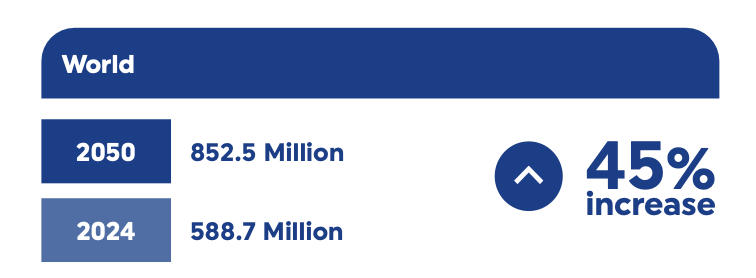 World
2050 852.5 Million
45%
increase
2024 588.7 Million